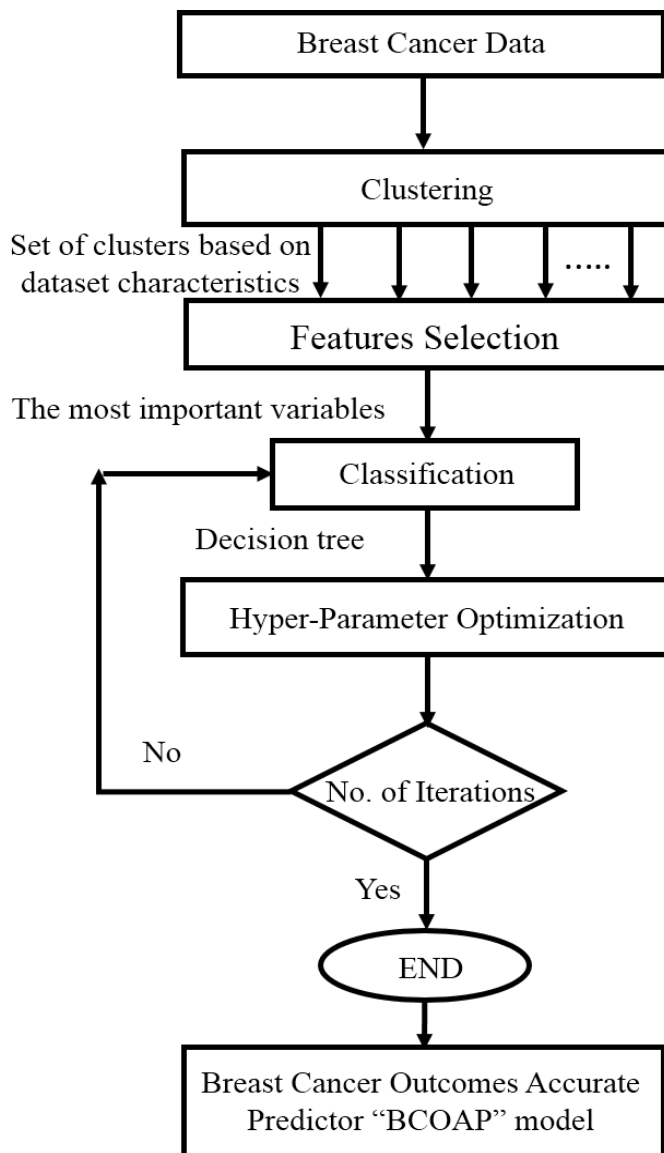 Breast Cancer Data
Clustering
Set of clusters based on
dataset characteristics
.....
Features Selection
The most important variables
Classification
Decision tree
Hyper-Parameter Optimization
No
No. of Iterations
Yes
END
Breast Cancer Outcomes Accurate
Predictor “BCOAP” model